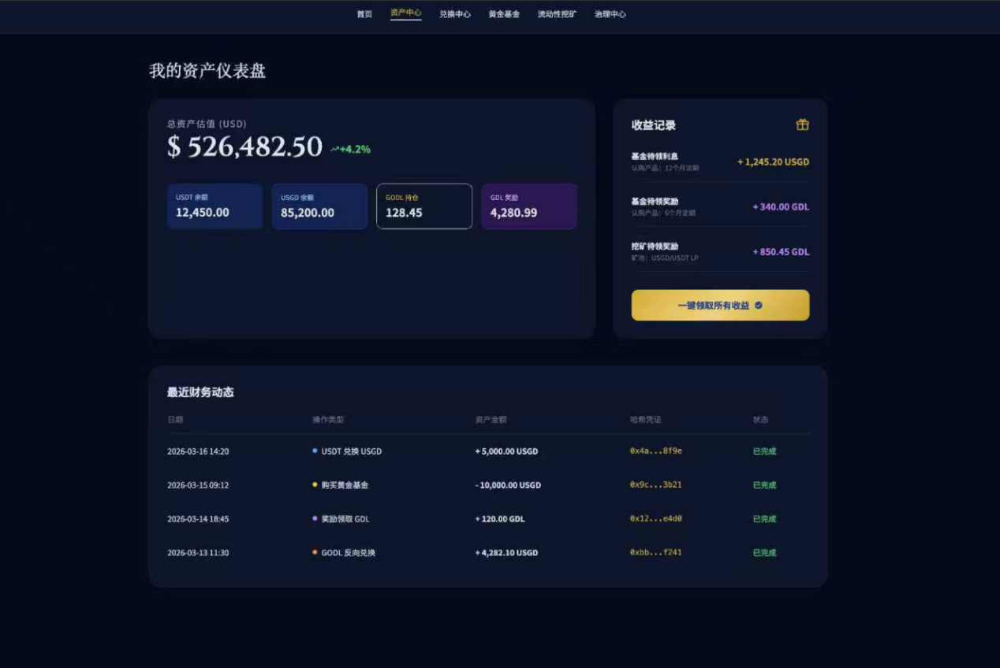 首页 资产中心 兑换中心 黄金基金 流动性挖矿 治理中心
我的资产仪表盘
总资产估值 (USD)
$ 526,482.50 +4.2%
USDT 余额
12,450.00
USGD 余额
85,200.00
GODL 持仓
128.45
GDL 奖励
4,280.99
收益记录
基金待领利息
认购产品：12个月定期
+1,245.20 USGD
基金待领奖励
认购产品：6个月定期
+340.00 GDL
挖矿待领奖励
矿池：USGD/USDT LP
+850.45 GDL
一键领取所有收益
最近财务动态
日期 操作类型 资产金额 哈希凭证 状态
2026-03-16 14:20 USDT 兑换 USGD +5,000.00 USGD 0x4a...8f9e 已完成
2026-03-15 09:12 购买黄金基金 -10,000.00 USGD 0x9c...3b21 已完成
2026-03-14 18:45 奖励领取 GDL +120.00 GDL 0x12...e4d0 已完成
2026-03-13 11:30 GODL 反向兑换 +4,282.10 USGD 0xbb...f241 已完成